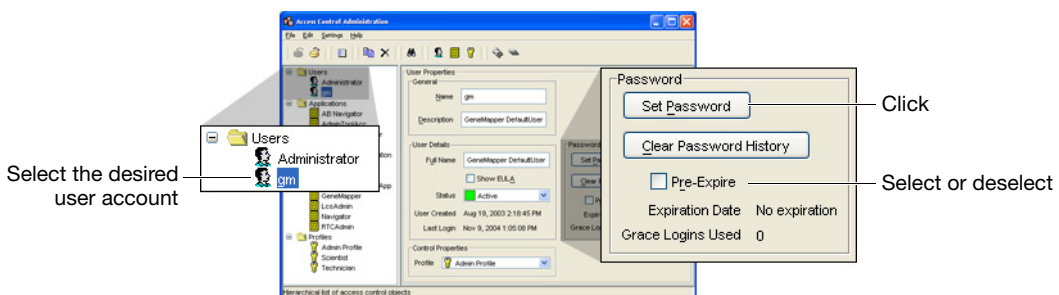 Access Control Administration
File Edit Settings Help
Users
Administrator
gm
Applications
AB Navigator
AdminToolAcc
GeneMapper
LcsAdmin
Navigator
RTCAdmin
Profiles
Admin Profile
Scientist
Technician
User Properties
General
Name gm
Description GeneMapper DefaultUser
User Details
Full Name GeneMapper DefaultUser
Show EULA
Status Active
User Created Aug 19, 2003 2:18:45 PM
Last Login Nov 9, 2004 1:05:08 PM
Control Properties
Profile Admin Profile
Hierarchical list of access control objects
Users
Administrator
gm
Select the desired
user account
Password
Set Password
Clear Password History
Pre-Expire
Expiration Date No expiration
Grace Logins Used 0
Click
Select or deselect